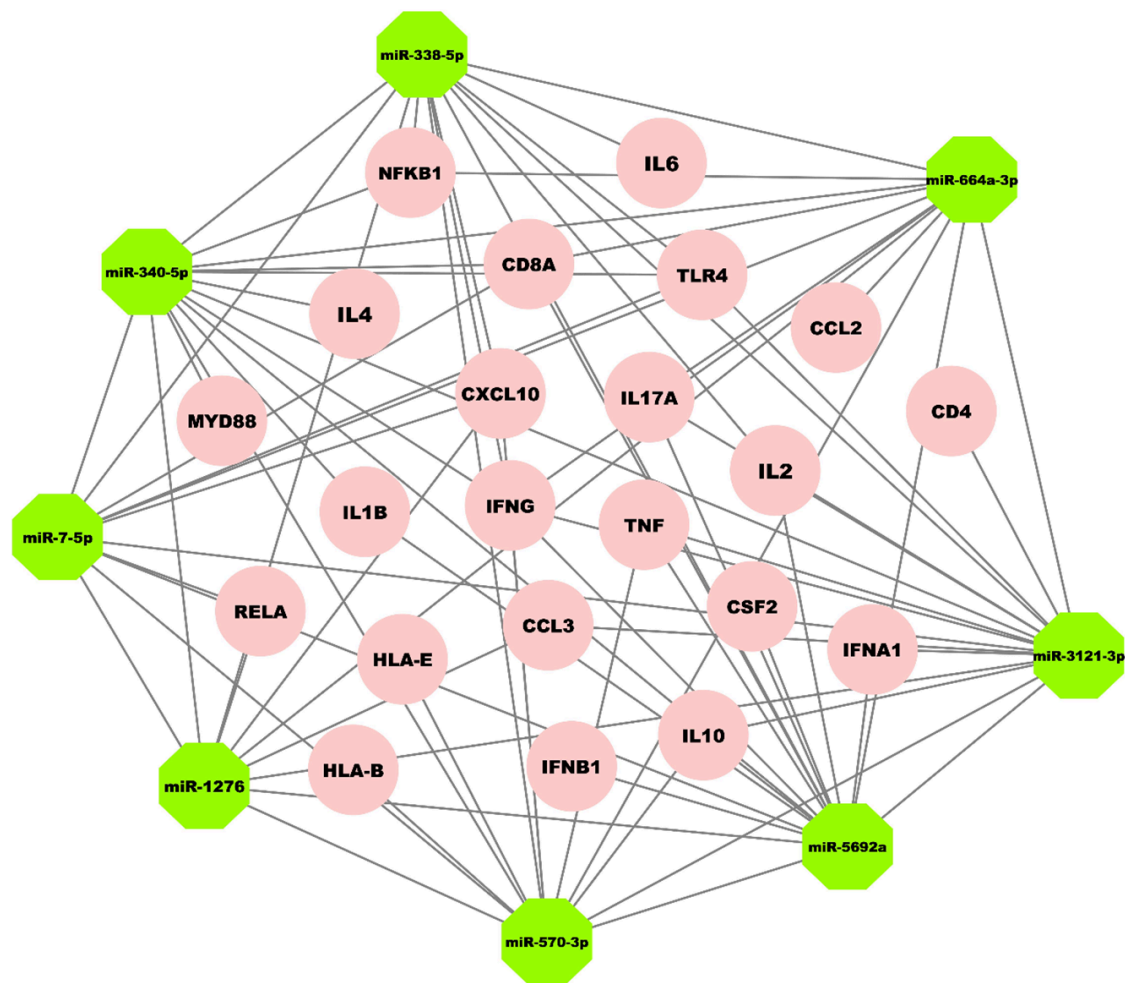 miR-338-5p
IL6
NFKB1
miR-664a-3p
CD8A
miR-340-5p
TLR4
IL4
CCL2
CXCL10
IL17A
CD4
MYD88
IL2
IFNG
IL1B
TNF
miR-7-5p
CSF2
RELA
CCL3
IFNA1
HLA-E
miR-3121-3p
IL10
IFNB1
HLA-B
miR-1276
miR-5692a
miR-570-3p